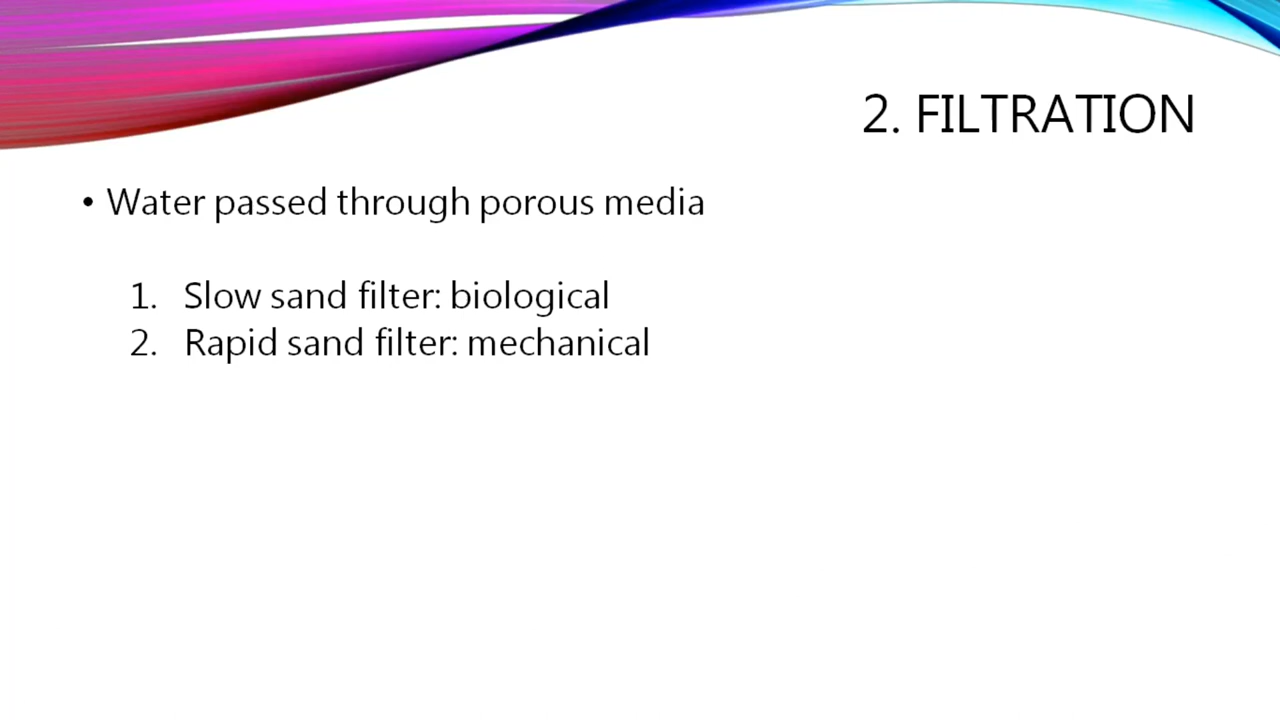 2. FILTRATION
• Water passed through porous media
1. Slow sand filter: biological
2. Rapid sand filter: mechanical